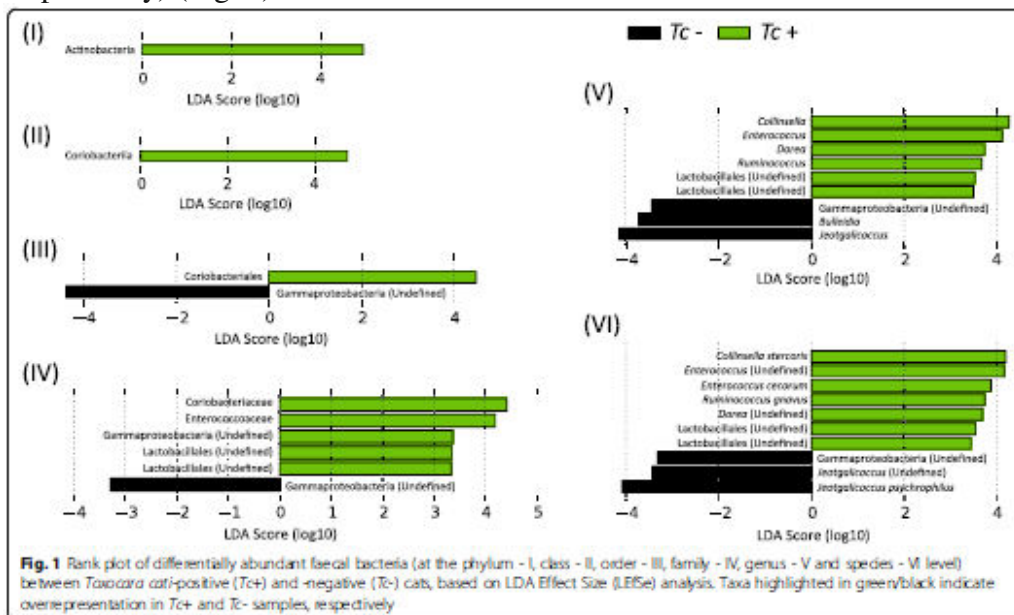 (I)
Actinobacteria
0 2 4
LDA Score (log10)
(II)
Coriobacteriia
0 2 4
LDA Score (log10)
(III)
Coriobacteriales
Gammaproteobacteria (Undefined)
−4 −2 0 2 4
LDA Score (log10)
(IV)
Coriobacteriaceae
Enterococcaceae
Gammaproteobacteria (Undefined)
Lactobacillales (Undefined)
Lactobacillales (Undefined)
Gammaproteobacteria (Undefined)
−4 −3 −2 −1 0 1 2 3 4 5
LDA Score (log10)
Tc - Tc +
(V)
Collinsella
Enterococcus
Dorea
Ruminococcus
Lactobacillales (Undefined)
Lactobacillales (Undefined)
Gammaproteobacteria (Undefined)
Bulleidia
Jeotgalicoccus
−4 −2 0 2 4
LDA Score (log10)
(VI)
Collinsella stercoris
Enterococcus (Undefined)
Enterococcus cecorum
Ruminococcus gnavus
Dorea (Undefined)
Lactobacillales (Undefined)
Lactobacillales (Undefined)
Gammaproteobacteria (Undefined)
Jeotgalicoccus (Undefined)
Jeotgalicoccus psychrophilus
−4 −2 0 2 4
LDA Score (log10)
Fig. 1 Rank plot of differentially abundant faecal bacteria (at the phylum - I, class - II, order - III, family - IV, genus - V and species - VI level)
between Toxocara cati-positive (Tc+) and -negative (Tc-) cats, based on LDA Effect Size (LEfSe) analysis. Taxa highlighted in green/black indicate
overrepresentation in Tc+ and Tc- samples, respectively